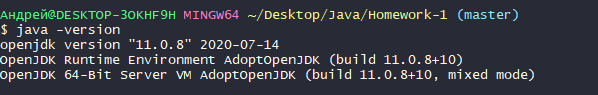 Андрей@DESKTOP-3OKHF9H MINGW64 ~/Desktop/Java/Homework-1 (master)
$ java -version
openjdk version "11.0.8" 2020-07-14
OpenJDK Runtime Environment AdoptOpenJDK (build 11.0.8+10)
OpenJDK 64-Bit Server VM AdoptOpenJDK (build 11.0.8+10, mixed mode)